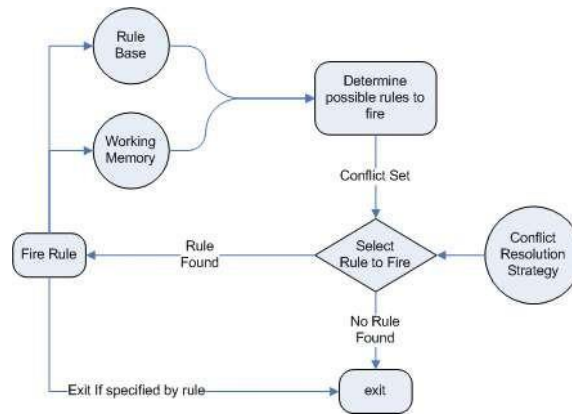 Rule
Base
Determine
possible rules to
fire
Working
Memory
Conflict Set
Rule
Found
Fire Rule
Select
Rule to Fire
Conflict
Resolution
Strategy
No Rule
Found
Exit If specified by rule
exit